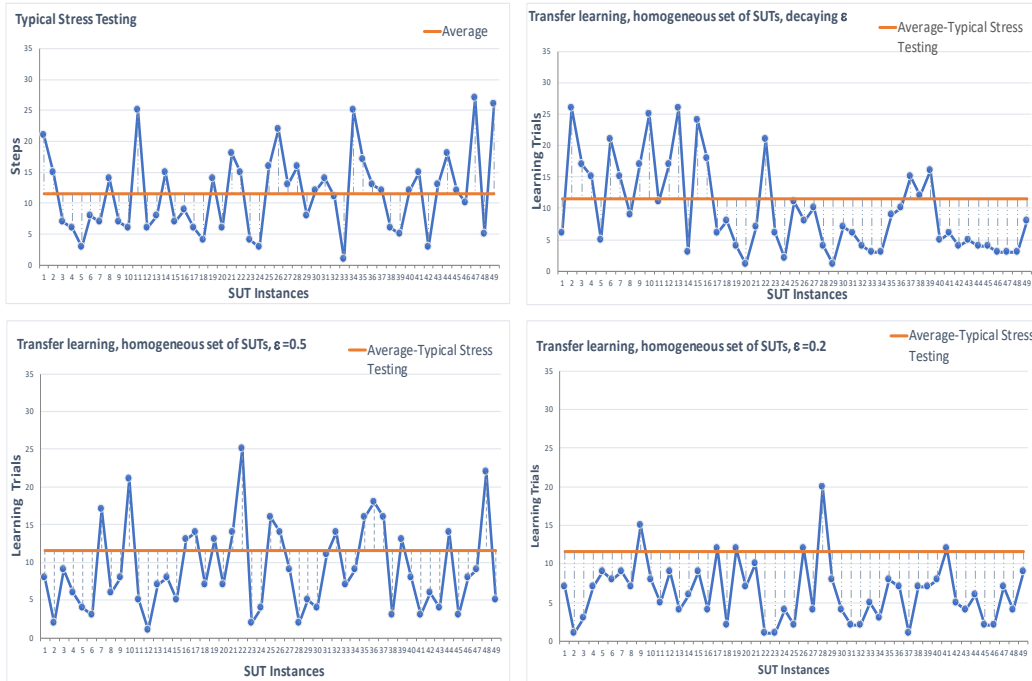 Typical Stress Testing
Average
35
30
25
20
15
10
5
0
Steps
1 2 3 4 5 6 7 8 9 10 11 12 13 14 15 16 17 18 19 20 21 22 23 24 25 26 27 28 29 30 31 32 33 34 35 36 37 38 39 40 41 42 43 44 45 46 47 48 49
SUT Instances
Transfer learning, homogeneous set of SUTs, decaying ε
Average-Typical Stress
Testing
35
30
25
20
15
10
5
0
Learning Trials
1 2 3 4 5 6 7 8 9 10 11 12 13 14 15 16 17 18 19 20 21 22 23 24 25 26 27 28 29 30 31 32 33 34 35 36 37 38 39 40 41 42 43 44 45 46 47 48 49
SUT Instances
Transfer learning, homogeneous set of SUTs, ε=0.5
Average-Typical Stress
Testing
35
30
25
20
15
10
5
0
Learning Trials
1 2 3 4 5 6 7 8 9 10 11 12 13 14 15 16 17 18 19 20 21 22 23 24 25 26 27 28 29 30 31 32 33 34 35 36 37 38 39 40 41 42 43 44 45 46 47 48 49
SUT Instances
Transfer learning, homogeneous set of SUTs, ε=0.2
Average-Typical Stress
Testing
35
30
25
20
15
10
5
0
Learning Trials
1 2 3 4 5 6 7 8 9 10 11 12 13 14 15 16 17 18 19 20 21 22 23 24 25 26 27 28 29 30 31 32 33 34 35 36 37 38 39 40 41 42 43 44 45 46 47 48 49
SUT Instances